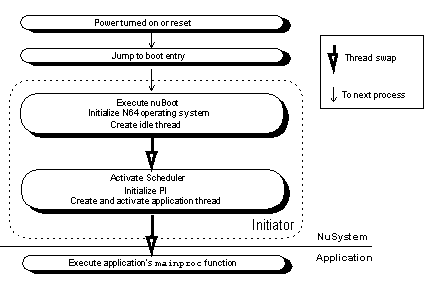 Power turned on or reset
Jump to boot entry
Thread swap
To next process
Execute nuBoot
Initialize N64 operating system
Create idle thread
Activate Scheduler
Initialize PI
Create and activate application thread
Initiator
NuSystem
Application
Execute application's mainproc function